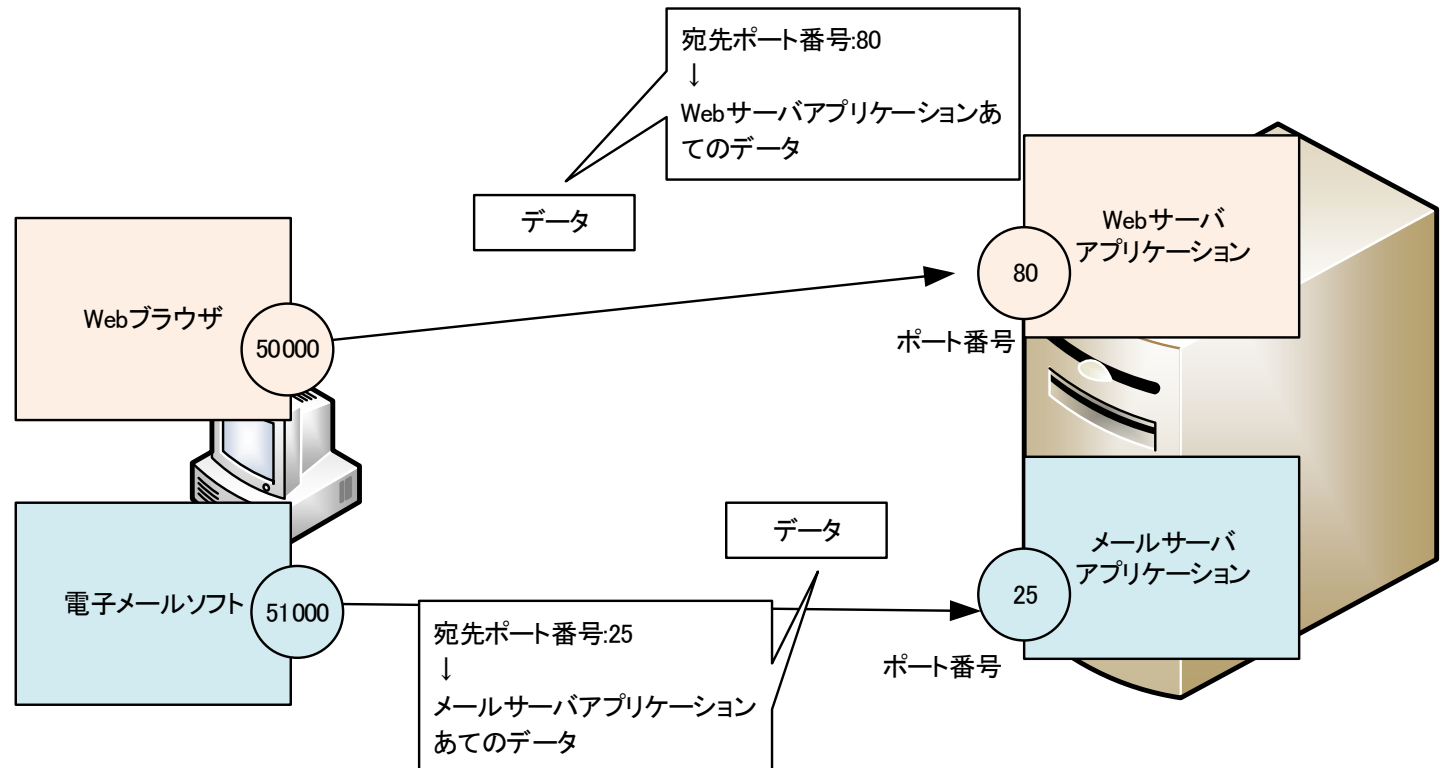 宛先ポート番号:80
↓
Webサーバアプリケーションあ
てのデータ
データ
Webサーバ
アプリケーション
80
ポート番号
Webブラウザ
50000
データ
メールサーバ
アプリケーション
25
ポート番号
電子メールソフト
51000
宛先ポート番号:25
↓
メールサーバアプリケーション
あてのデータ